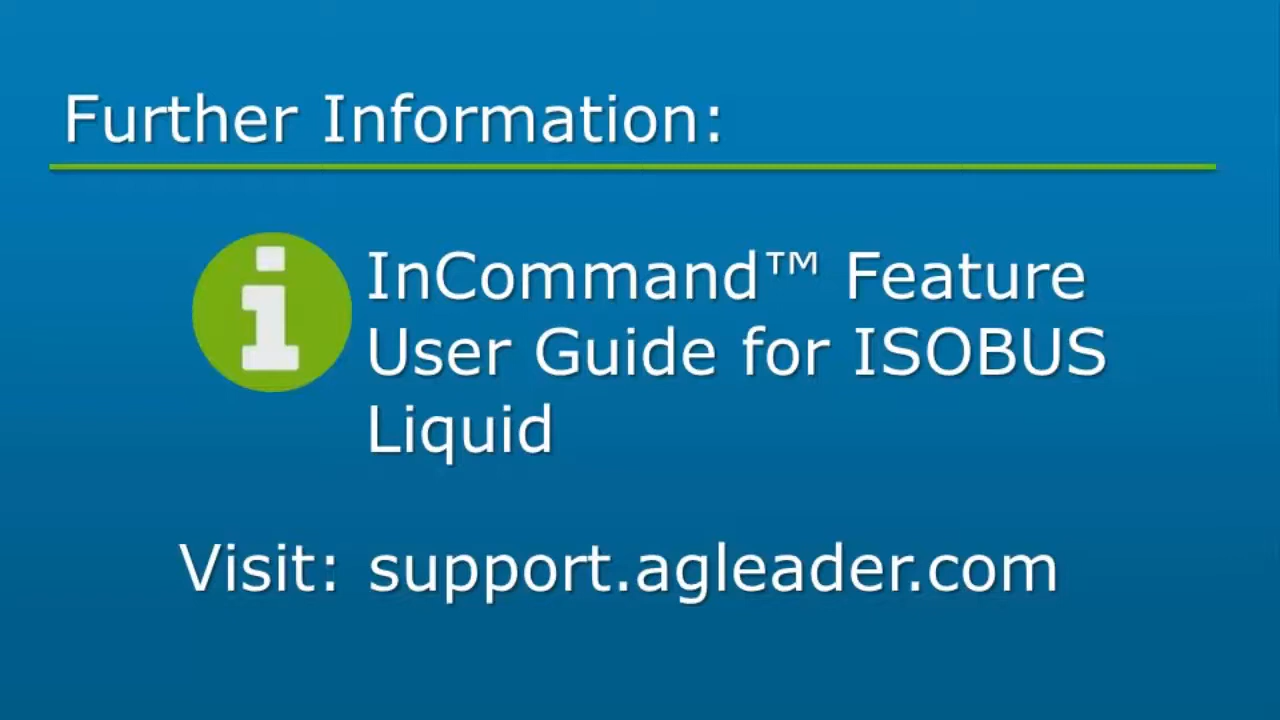 Further Information:
InCommand™ Feature
User Guide for ISOBUS
Liquid
Visit: support.agleader.com